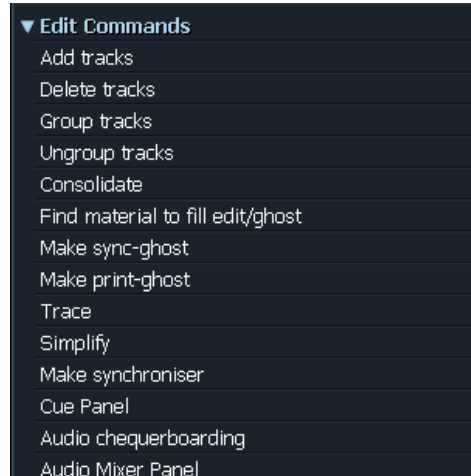 Edit Commands
Add tracks
Delete tracks
Group tracks
Ungroup tracks
Consolidate
Find material to fill edit/ghost
Make sync-ghost
Make print-ghost
Trace
Simplify
Make synchroniser
Cue Panel
Audio chequerboarding
Audio Mixer Panel